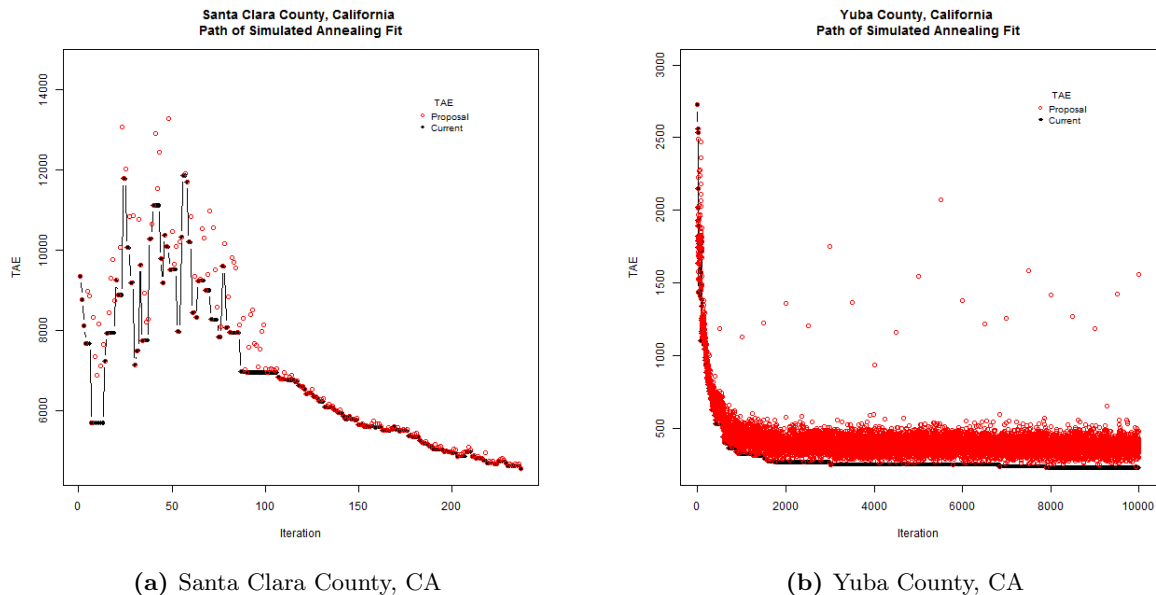 Santa Clara County, California
Path of Simulated Annealing Fit
TAE
14000
12000
10000
8000
6000
TAE
Proposal
Current
0
50
100
150
200
Iteration
(a) Santa Clara County, CA
Yuba County, California
Path of Simulated Annealing Fit
TAE
3000
2500
2000
1500
1000
500
TAE
Proposal
Current
0
2000
4000
6000
8000
10000
Iteration
(b) Yuba County, CA